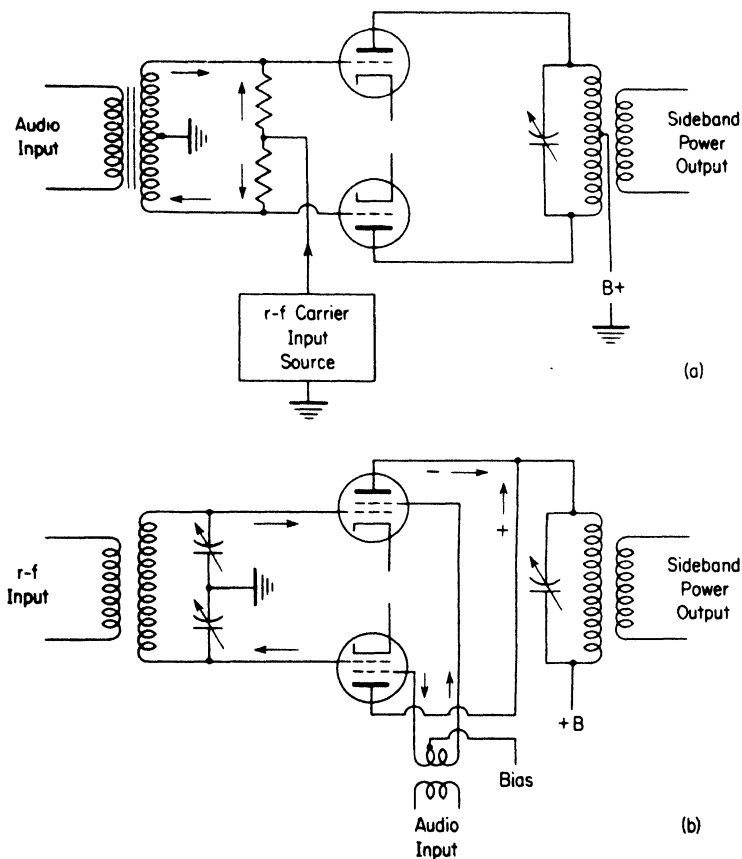 Audio
Input
Sideband
Power
Output
r-f Carrier
Input
Source
B+
(a)
−
+
r-f
Input
Sideband
Power
Output
+B
Bias
Audio
Input
(b)